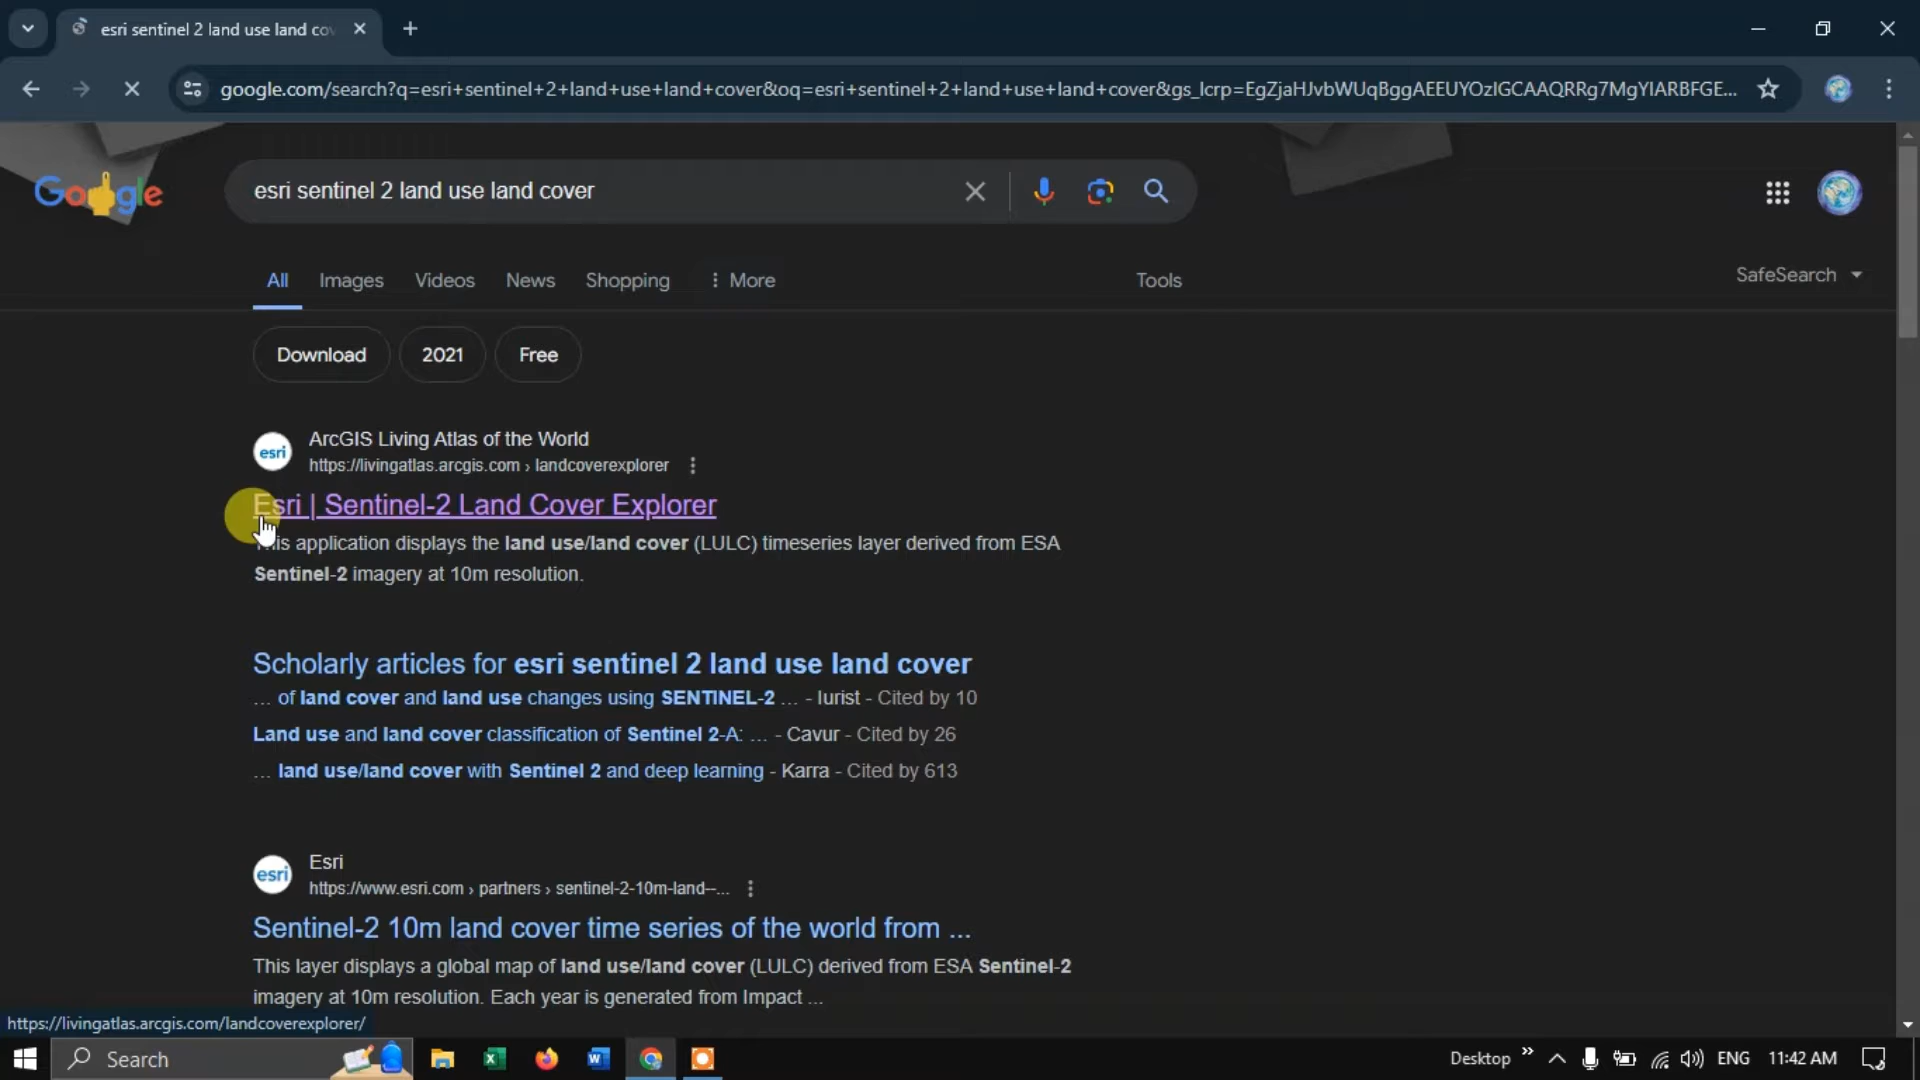 esri sentinel 2 land use land co
google.com/search?q=esri+sentinel+2+land+use+land+cover&oq=esri+sentinel+2+land+use+land+cover&gs_lcrp=EgZjaHJvbWUqBggAEEUYOzIGCAAQRRg7MgYIARBFGE...
Google
esri sentinel 2 land use land cover
All Images Videos News Shopping More Tools SafeSearch
Download 2021 Free
esri
ArcGIS Living Atlas of the World
https://livingatlas.arcgis.com › landcoverexplorer
Esri | Sentinel-2 Land Cover Explorer
This application displays the land use/land cover (LULC) timeseries layer derived from ESA
Sentinel-2 imagery at 10m resolution.
Scholarly articles for esri sentinel 2 land use land cover
... of land cover and land use changes using SENTINEL-2 ... - Iurist - Cited by 10
Land use and land cover classification of Sentinel 2-A: ... - Cavur - Cited by 26
... land use/land cover with Sentinel 2 and deep learning - Karra - Cited by 613
esri
Esri
https://www.esri.com › partners › sentinel-2-10m-land--...
Sentinel-2 10m land cover time series of the world from ...
This layer displays a global map of land use/land cover (LULC) derived from ESA Sentinel-2
imagery at 10m resolution. Each year is generated from Impact ...
https://livingatlas.arcgis.com/landcoverexplorer/
Search Desktop ENG 11:42 AM